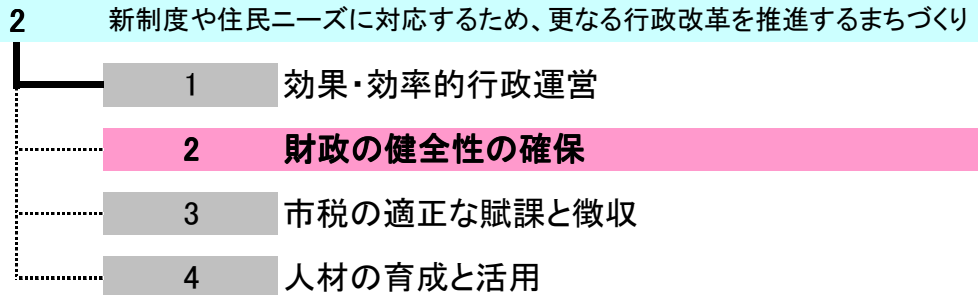 2 新制度や住民ニーズに対応するため、更なる行政改革を推進するまちづくり
1 効果・効率的行政運営
2 財政の健全性の確保
3 市税の適正な賦課と徴収
4 人材の育成と活用